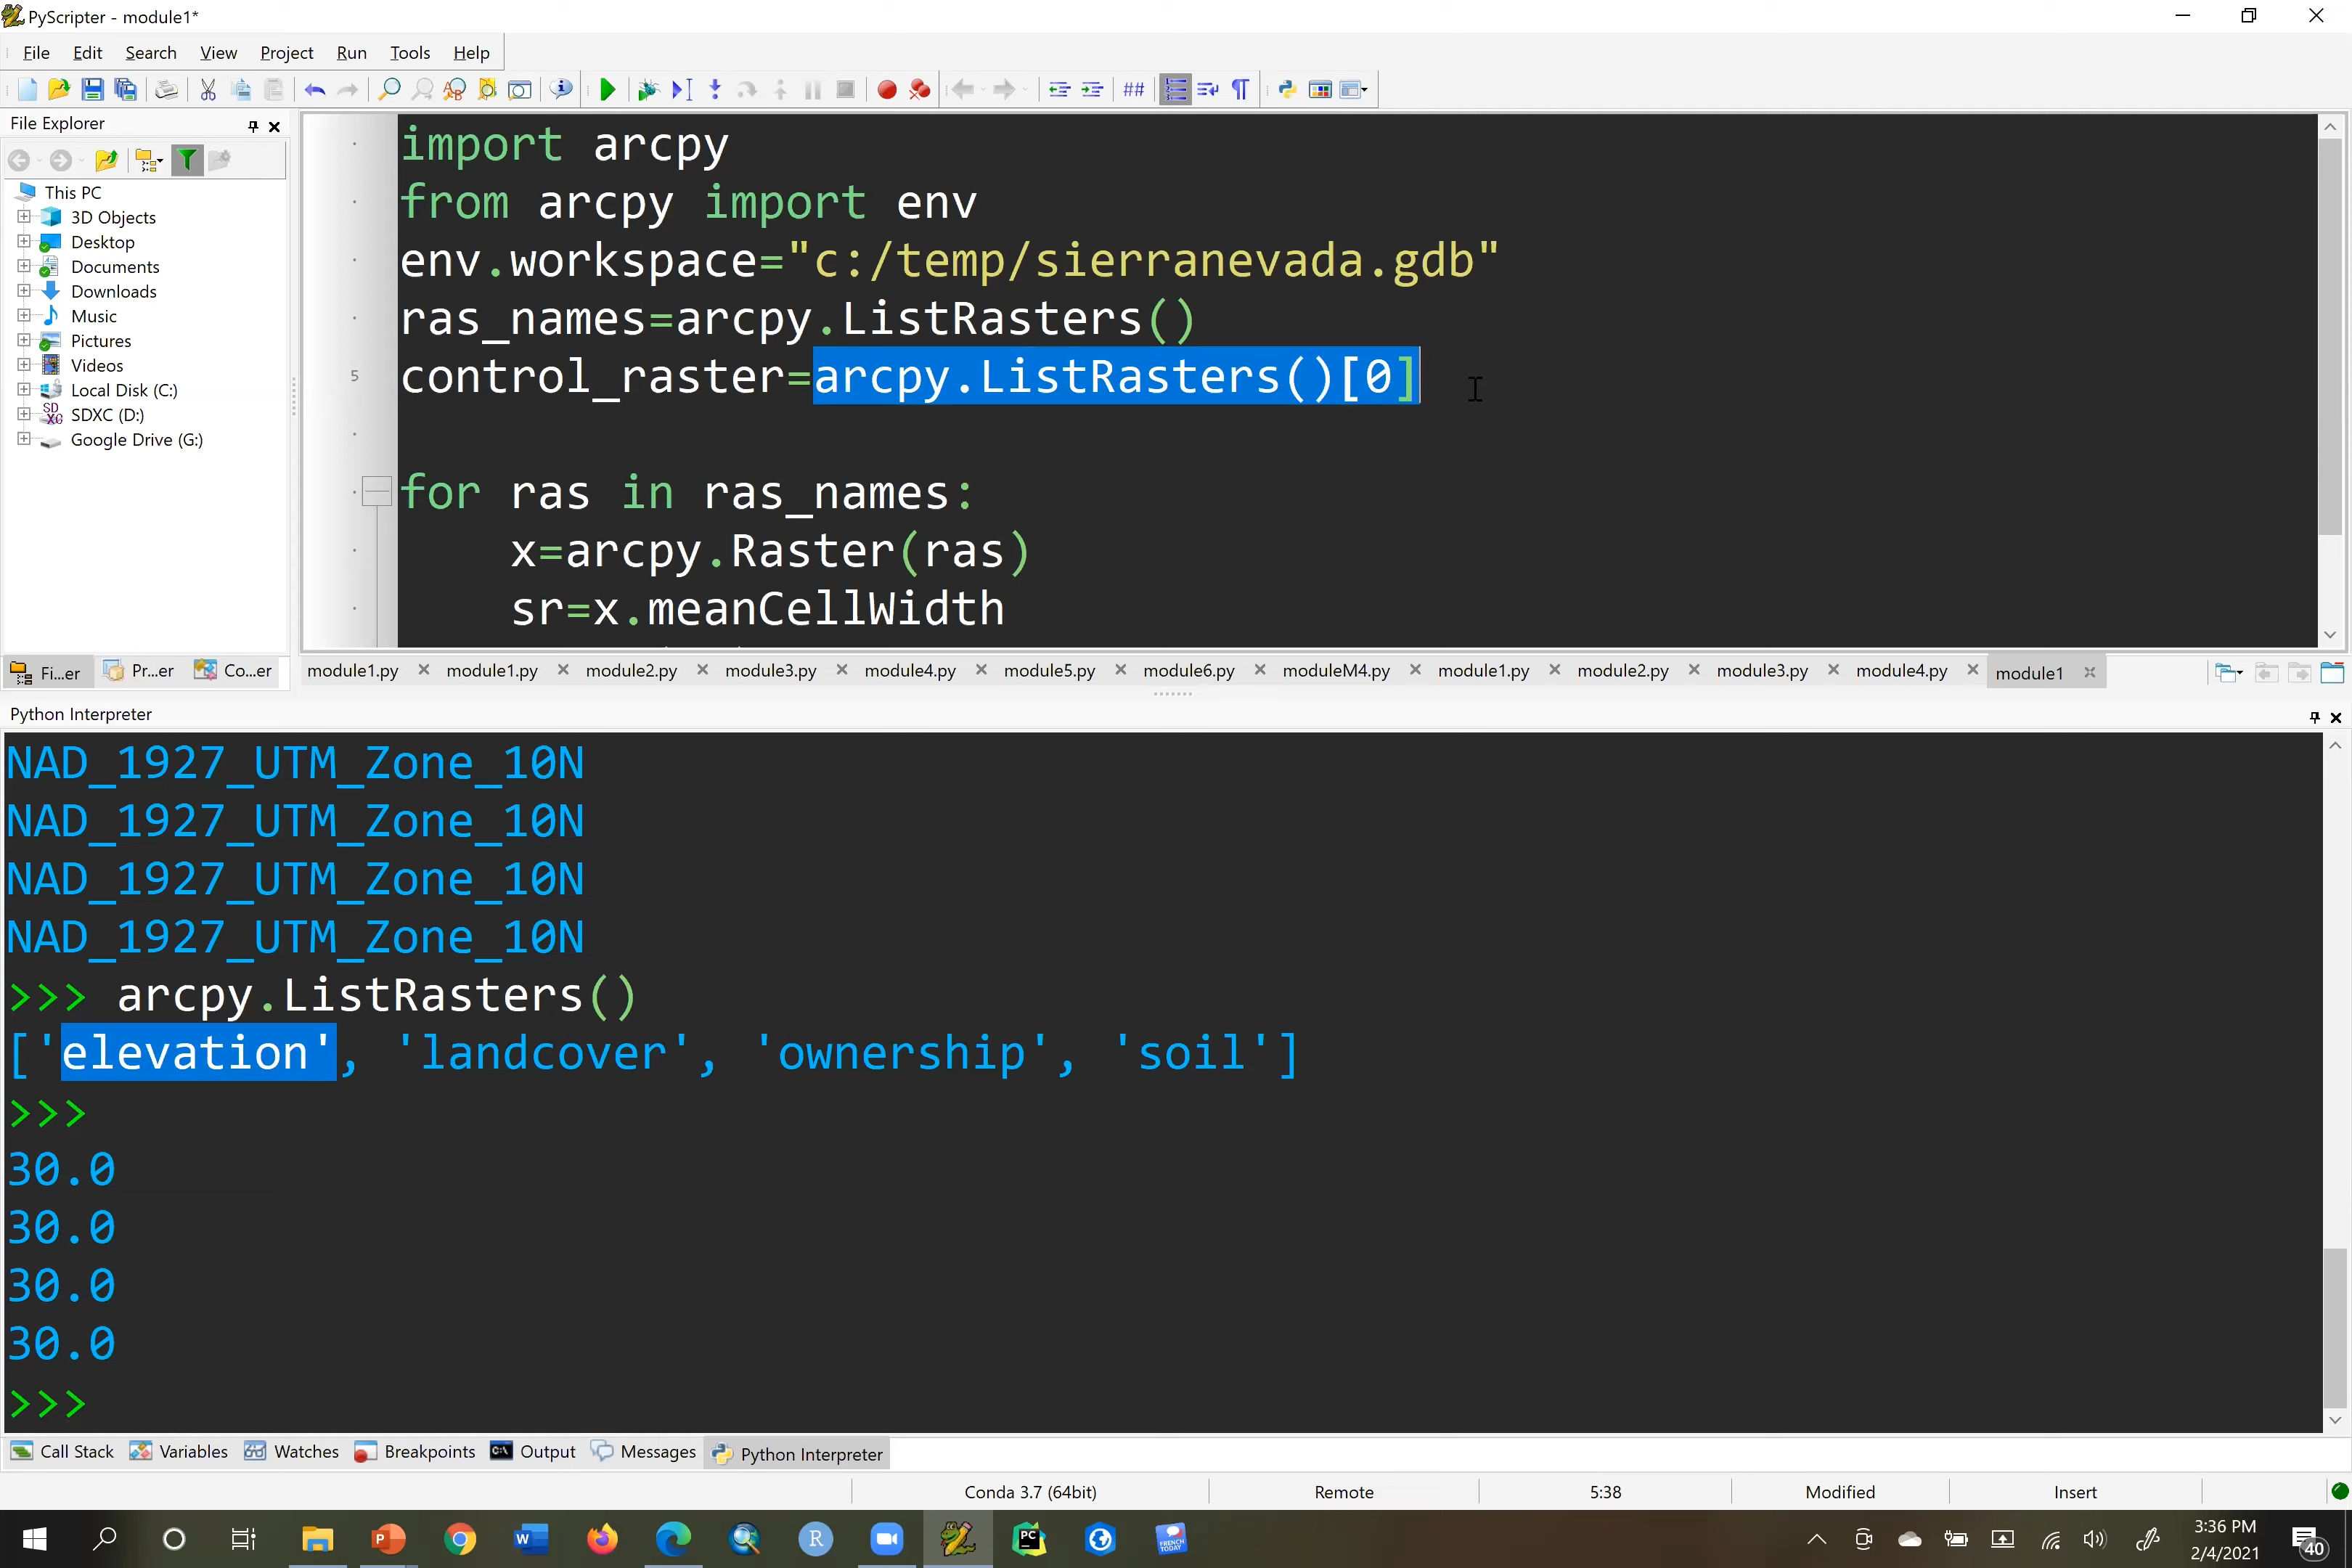 PyScripter - module1*
File Edit Search View Project Run Tools Help
File Explorer
This PC
3D Objects
Desktop
Documents
Downloads
Music
Pictures
Videos
Local Disk (C:)
SDXC (D:)
Google Drive (G:)
Fi...er Pr...er Co...er
import arcpy
from arcpy import env
env.workspace="c:/temp/sierranevada.gdb"
ras_names=arcpy.ListRasters()
5 control_raster=arcpy.ListRasters()[0]
for ras in ras_names:
x=arcpy.Raster(ras)
sr=x.meanCellWidth
module1.py module1.py module2.py module3.py module4.py module5.py module6.py moduleM4.py module1.py module2.py module3.py module4.py module1
Python Interpreter
NAD_1927_UTM_Zone_10N
NAD_1927_UTM_Zone_10N
NAD_1927_UTM_Zone_10N
NAD_1927_UTM_Zone_10N
>>> arcpy.ListRasters()
['elevation', 'landcover', 'ownership', 'soil']
>>>
30.0
30.0
30.0
30.0
>>>
Call Stack Variables Watches Breakpoints Output Messages Python Interpreter
Conda 3.7 (64bit) Remote 5:38 Modified Insert
3:36 PM
2/4/2021
40